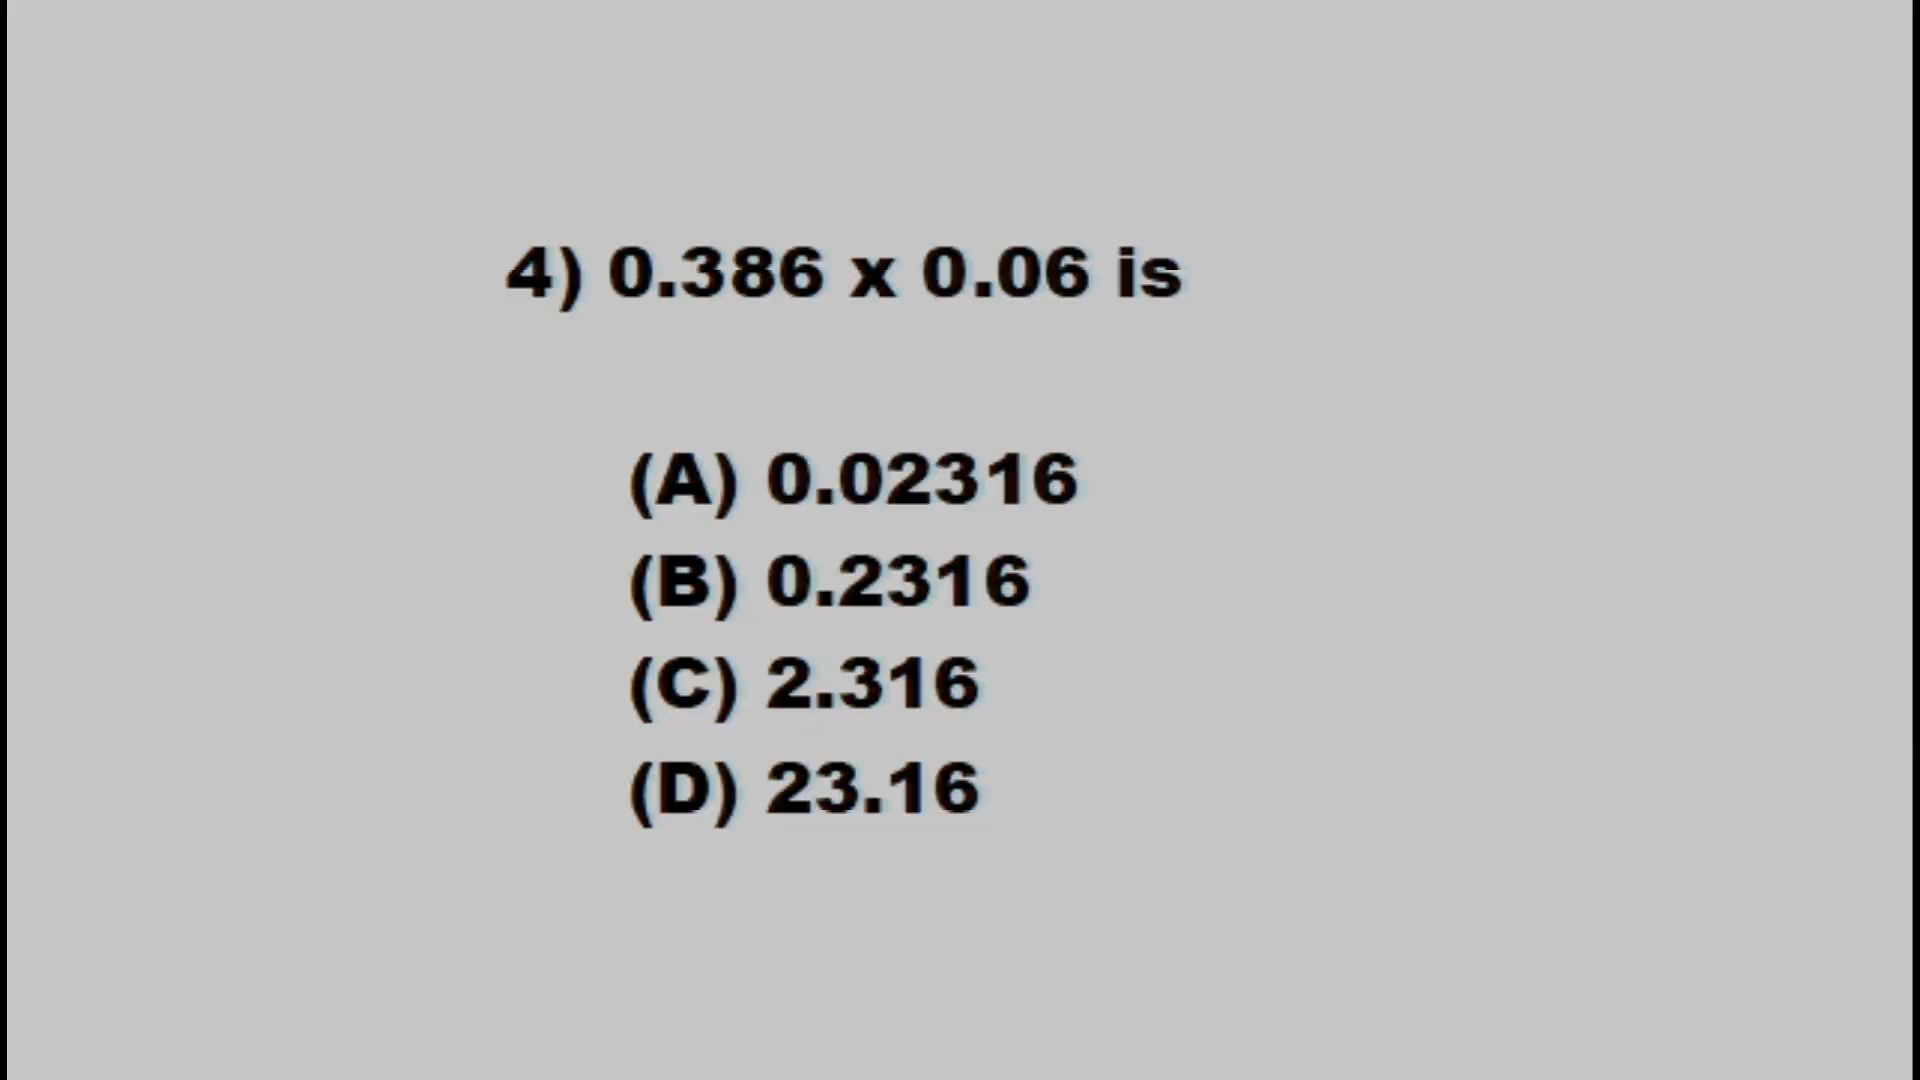 4) 0.386 x 0.06 is
(A) 0.02316
(B) 0.2316
(C) 2.316
(D) 23.16